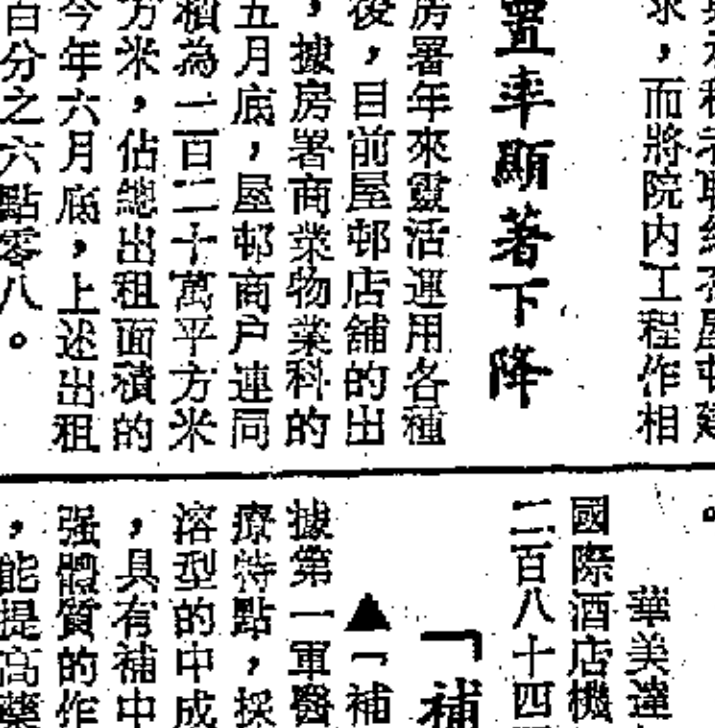 求，而將院内工程作相
置率顯著下降
房署年來靈活運用各種
後，目前屋邨店舖的出
，據房署商業物業科的
五月底，屋邨商户連同
積為一百二十萬平方米
方米，佔總出租面積的
今年六月底，上述出租
百分之六點零八。
。
華美達
國際酒店機
二百八十四
「補
▲「補
據第一軍醫
療特點，採
溶型的中成
，具有補中
强體質的作
，能提高藥